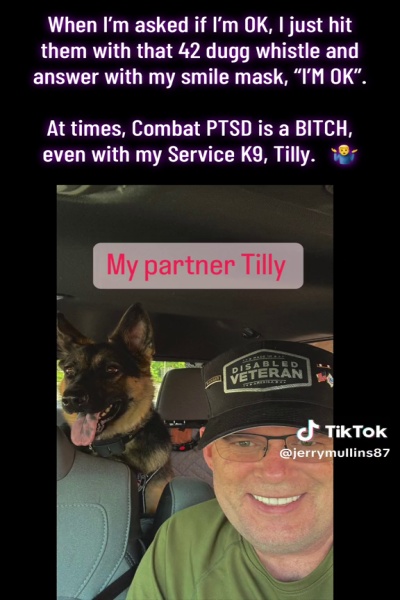 When I’m asked if I’m OK, I just hit
them with that 42 dugg whistle and
answer with my smile mask, “I’M OK”.
At times, Combat PTSD is a BITCH,
even with my Service K9, Tilly. 🤷‍♂️
My partner Tilly
DISABLED
VETERAN
TikTok
@jerrymullins87